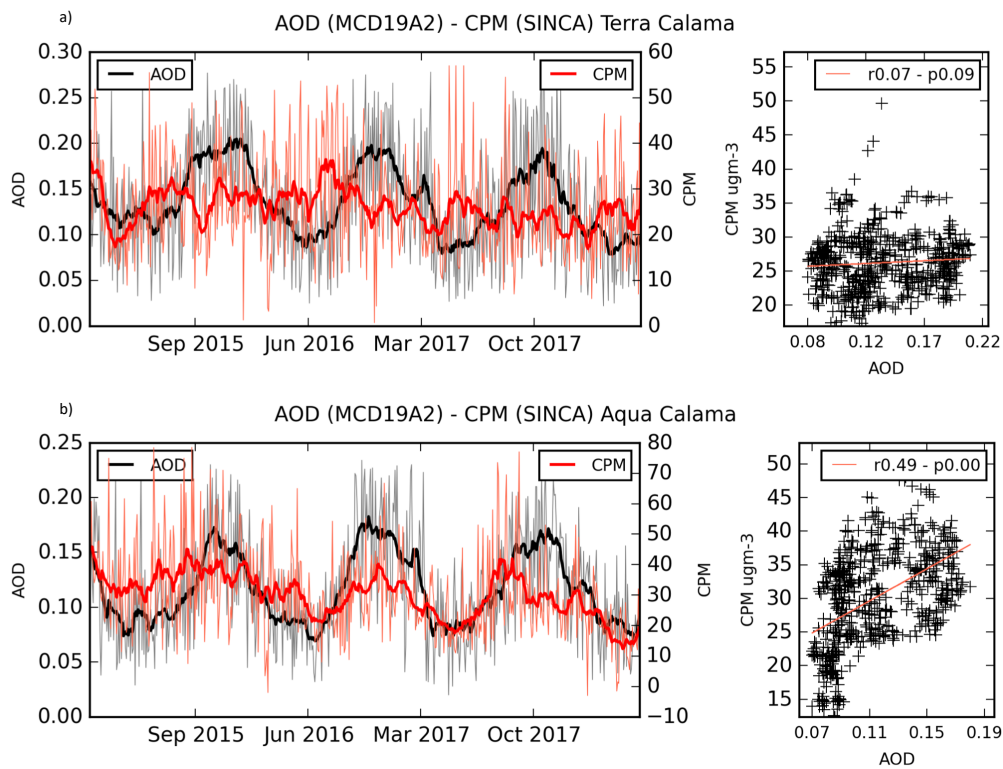 a)
AOD (MCD19A2) - CPM (SINCA) Terra Calama
0.30
0.25
0.20
0.15
0.10
0.05
0.00
AOD
AOD
CPM
60
50
40
30
20
10
0
CPM
Sep 2015 Jun 2016 Mar 2017 Oct 2017
r0.07 - p0.09
55
50
45
40
35
30
25
20
CPM ugm-3
0.08 0.12 0.17 0.22
AOD
b)
AOD (MCD19A2) - CPM (SINCA) Aqua Calama
0.25
0.20
0.15
0.10
0.05
0.00
AOD
AOD
CPM
80
70
60
50
40
30
20
10
0
−10
CPM
Sep 2015 Jun 2016 Mar 2017 Oct 2017
r0.49 - p0.00
50
45
40
35
30
25
20
15
CPM ugm-3
0.07 0.11 0.15 0.19
AOD